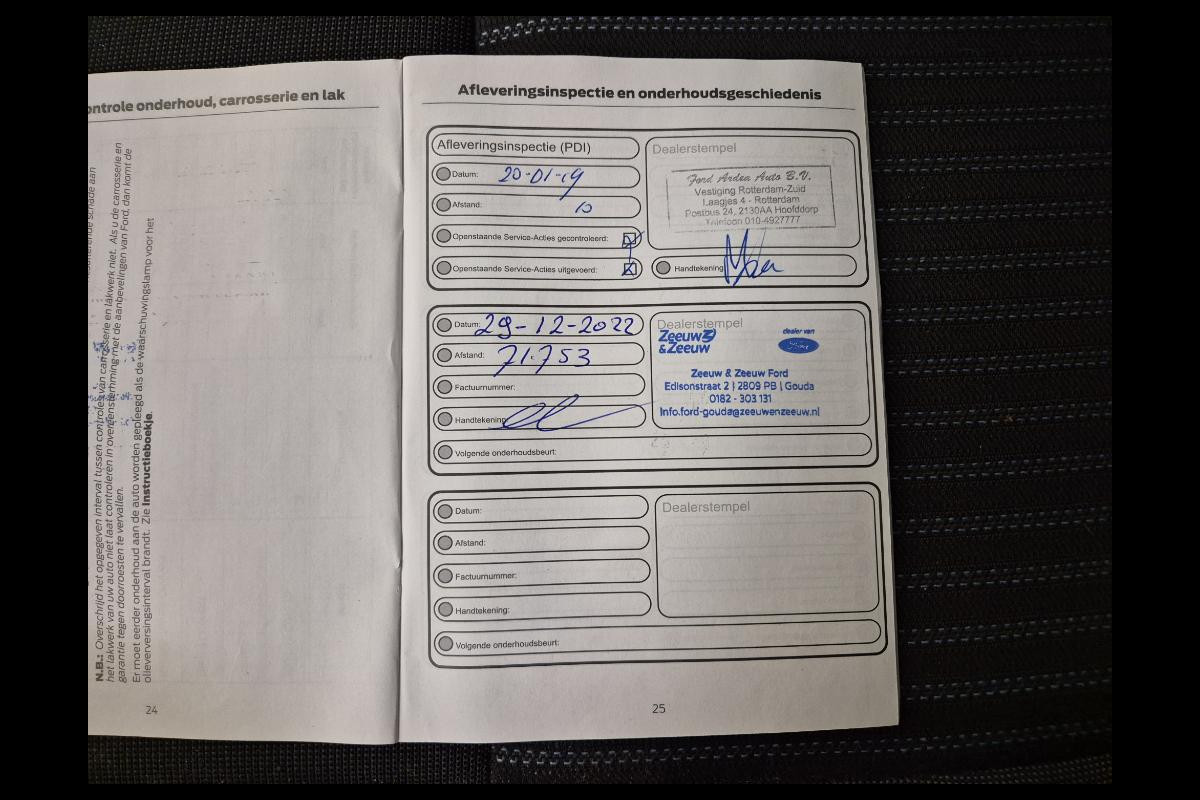 ontrole onderhoud, carrosserie en lak
N.B.: Overschrijd het opgegeven interval tussen controles van carrosserie en lakwerk niet. Als u de carrosserie en
het lakwerk van uw auto niet laat controleren in overeenstemming met de aanbevelingen van Ford, dan komt de
garantie tegen doorroesten te vervallen.
Er moet eerder onderhoud aan de auto worden gepleegd als de waarschuwingslamp voor het
olieverversingsinterval brandt. Zie Instructieboekje.
24
Afleveringsinspectie en onderhoudsgeschiedenis
Afleveringsinspectie (PDI)
Datum: 20-01-19
Afstand: 10
Openstaande Service-Acties gecontroleerd:
Openstaande Service-Acties uitgevoerd:
Dealerstempel
Ford Ardea Auto B.V.
Vestiging Rotterdam-Zuid
Laagjes 4 - Rotterdam
Postbus 24, 2130AA Hoofddorp
Telefoon 010-4927777
Handtekening
Datum: 29-12-2022
Afstand: 71.753
Factuurnummer:
Handtekening
Volgende onderhoudsbeurt:
Dealerstempel
Zeeuw
& Zeeuw
dealer van
Ford
Zeeuw & Zeeuw Ford
Edisonstraat 2 | 2809 PB | Gouda
0182 - 303 131
Info.ford-gouda@zeeuwenzeeuw.nl
Datum:
Afstand:
Factuurnummer:
Handtekening:
Volgende onderhoudsbeurt:
Dealerstempel
25